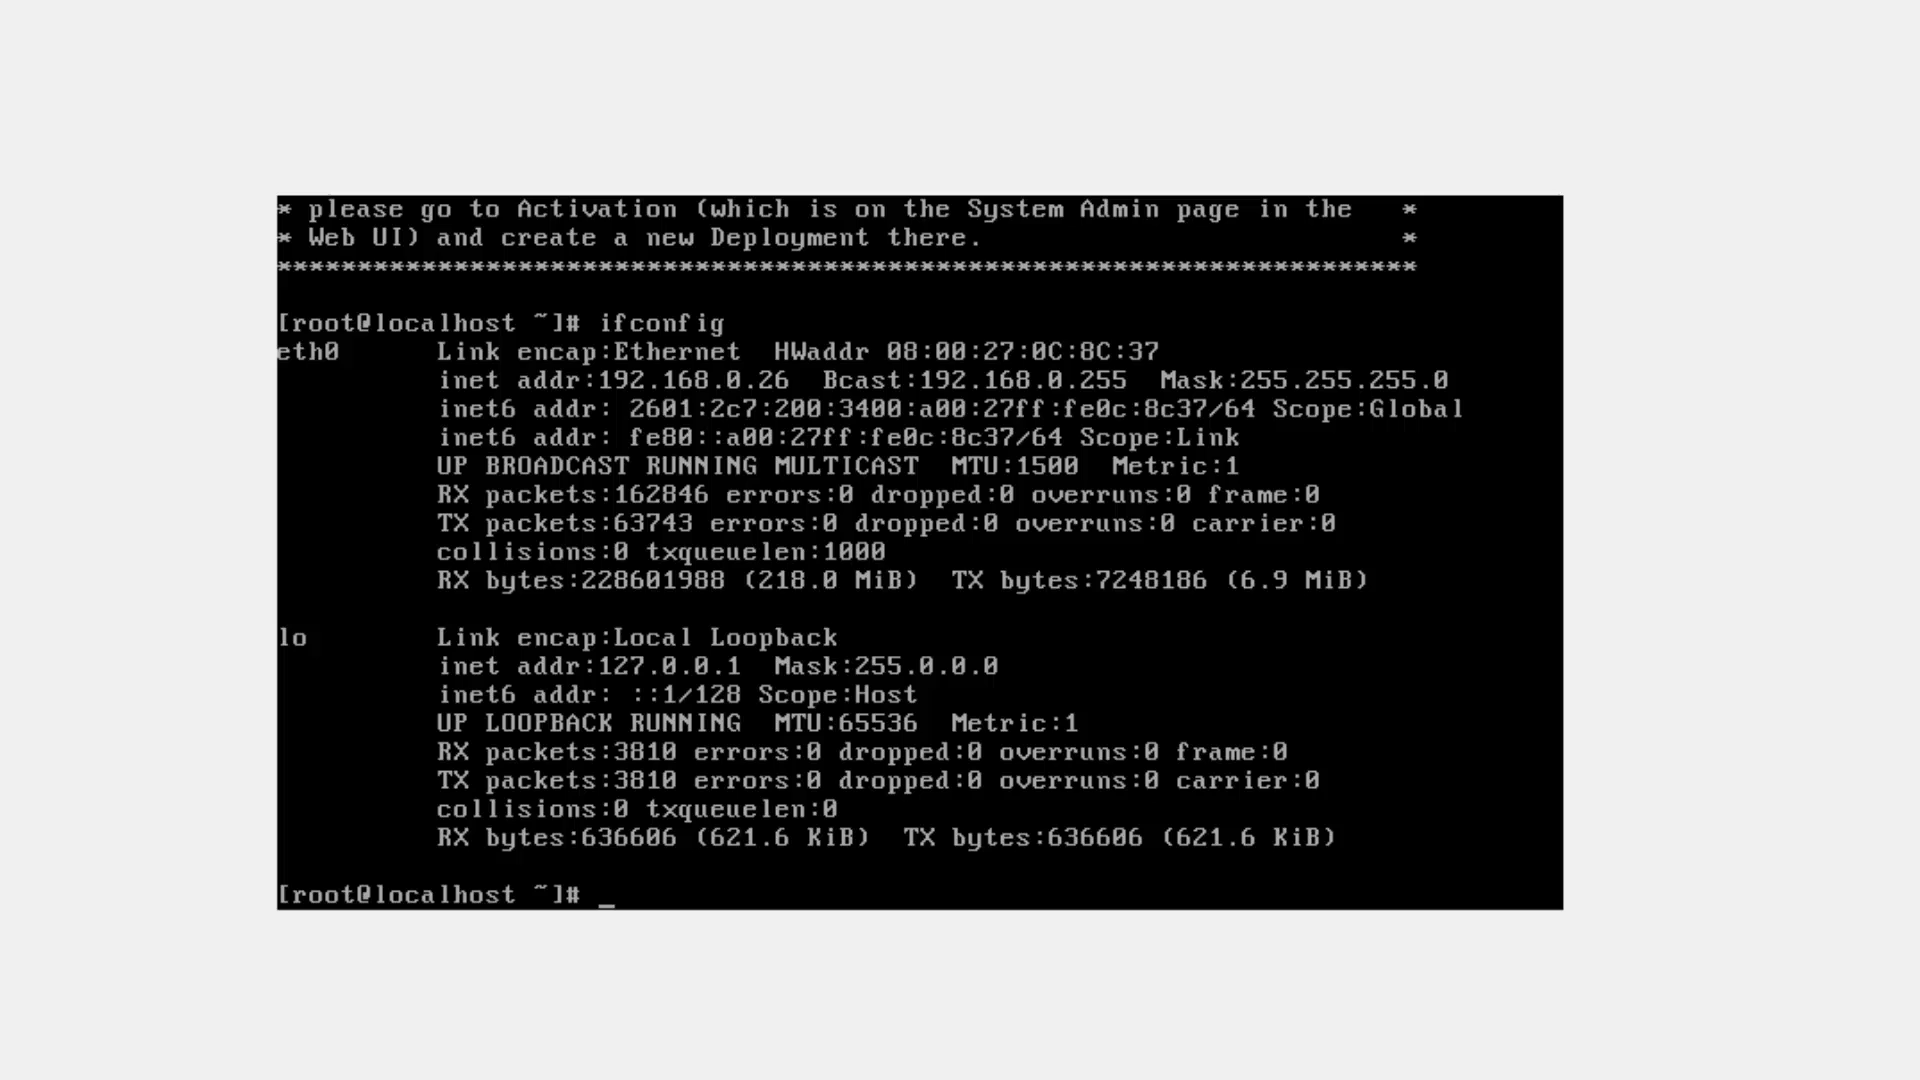 * please go to Activation (which is on the System Admin page in the *
* Web UI) and create a new Deployment there. *
***********************************************************************
[root@localhost ~]# ifconfig
eth0 Link encap:Ethernet HWaddr 08:00:27:0C:8C:37
inet addr:192.168.0.26 Bcast:192.168.0.255 Mask:255.255.255.0
inet6 addr: 2601:2c7:200:3400:a00:27ff:fe0c:8c37/64 Scope:Global
inet6 addr: fe80::a00:27ff:fe0c:8c37/64 Scope:Link
UP BROADCAST RUNNING MULTICAST MTU:1500 Metric:1
RX packets:162846 errors:0 dropped:0 overruns:0 frame:0
TX packets:63743 errors:0 dropped:0 overruns:0 carrier:0
collisions:0 txqueuelen:1000
RX bytes:228601988 (218.0 MiB) TX bytes:7248186 (6.9 MiB)
lo Link encap:Local Loopback
inet addr:127.0.0.1 Mask:255.0.0.0
inet6 addr: ::1/128 Scope:Host
UP LOOPBACK RUNNING MTU:65536 Metric:1
RX packets:3810 errors:0 dropped:0 overruns:0 frame:0
TX packets:3810 errors:0 dropped:0 overruns:0 carrier:0
collisions:0 txqueuelen:0
RX bytes:636606 (621.6 KiB) TX bytes:636606 (621.6 KiB)
[root@localhost ~]# _